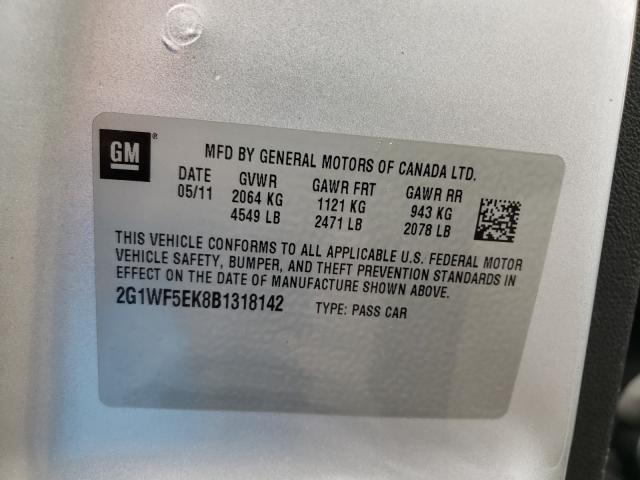 GM®
MFD BY GENERAL MOTORS OF CANADA LTD.
DATE GVWR GAWR FRT GAWR RR
05/11 2064 KG 1121 KG 943 KG
4549 LB 2471 LB 2078 LB
THIS VEHICLE CONFORMS TO ALL APPLICABLE U.S. FEDERAL MOTOR
VEHICLE SAFETY, BUMPER, AND THEFT PREVENTION STANDARDS IN
EFFECT ON THE DATE OF MANUFACTURE SHOWN ABOVE.
2G1WF5EK8B1318142 TYPE: PASS CAR